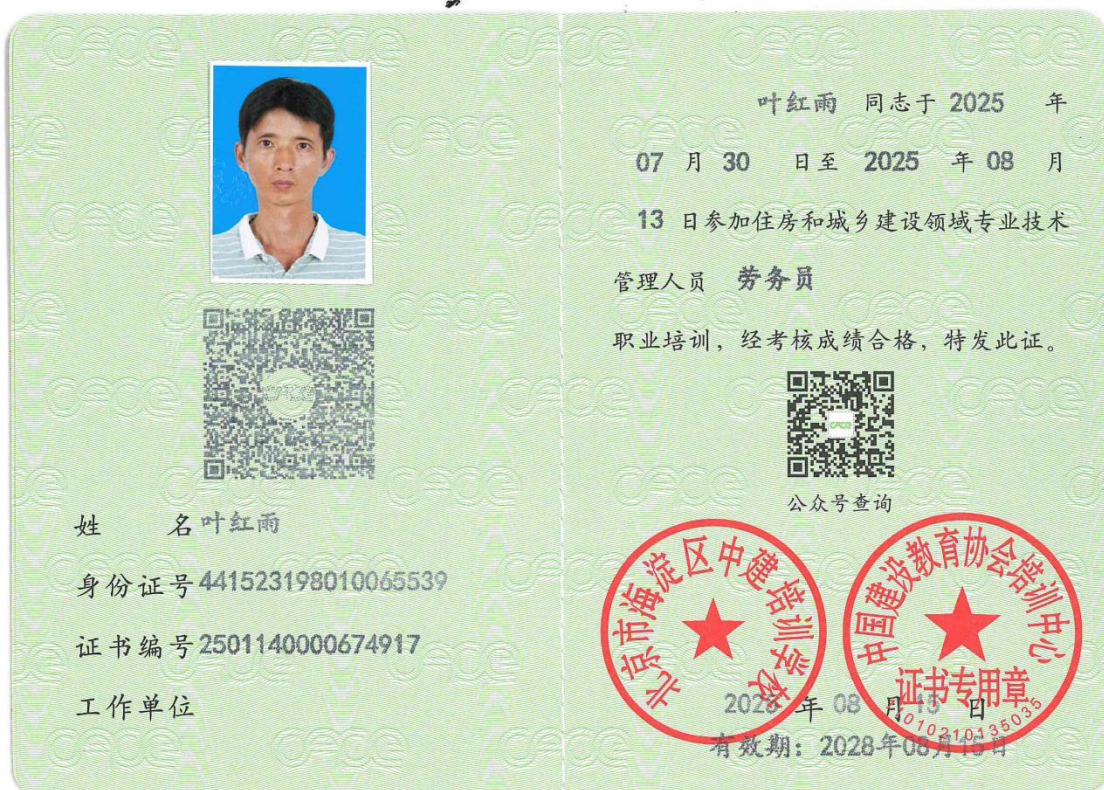 姓 名叶红雨
身份证号441523198010065539
证书编号2501140000674917
工作单位
叶红雨 同志于 2025 年
07 月 30 日至 2025 年 08 月
13 日参加住房和城乡建设领域专业技术
管理人员 劳务员
职业培训，经考核成绩合格，特发此证。
公众号查询
北京市海淀区中建培训学校
中国建设教育协会培训中心
证书专用章
11010210135035
2025 年 08 月 15 日
有效期：2028年08月15日